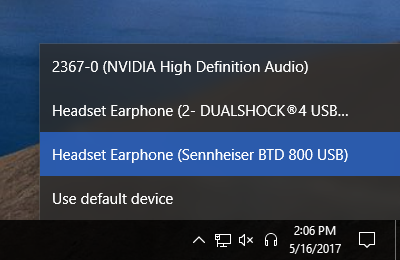 2367-0 (NVIDIA High Definition Audio)
Headset Earphone (2- DUALSHOCK®4 USB...
Headset Earphone (Sennheiser BTD 800 USB)
Use default device
2:06 PM
5/16/2017